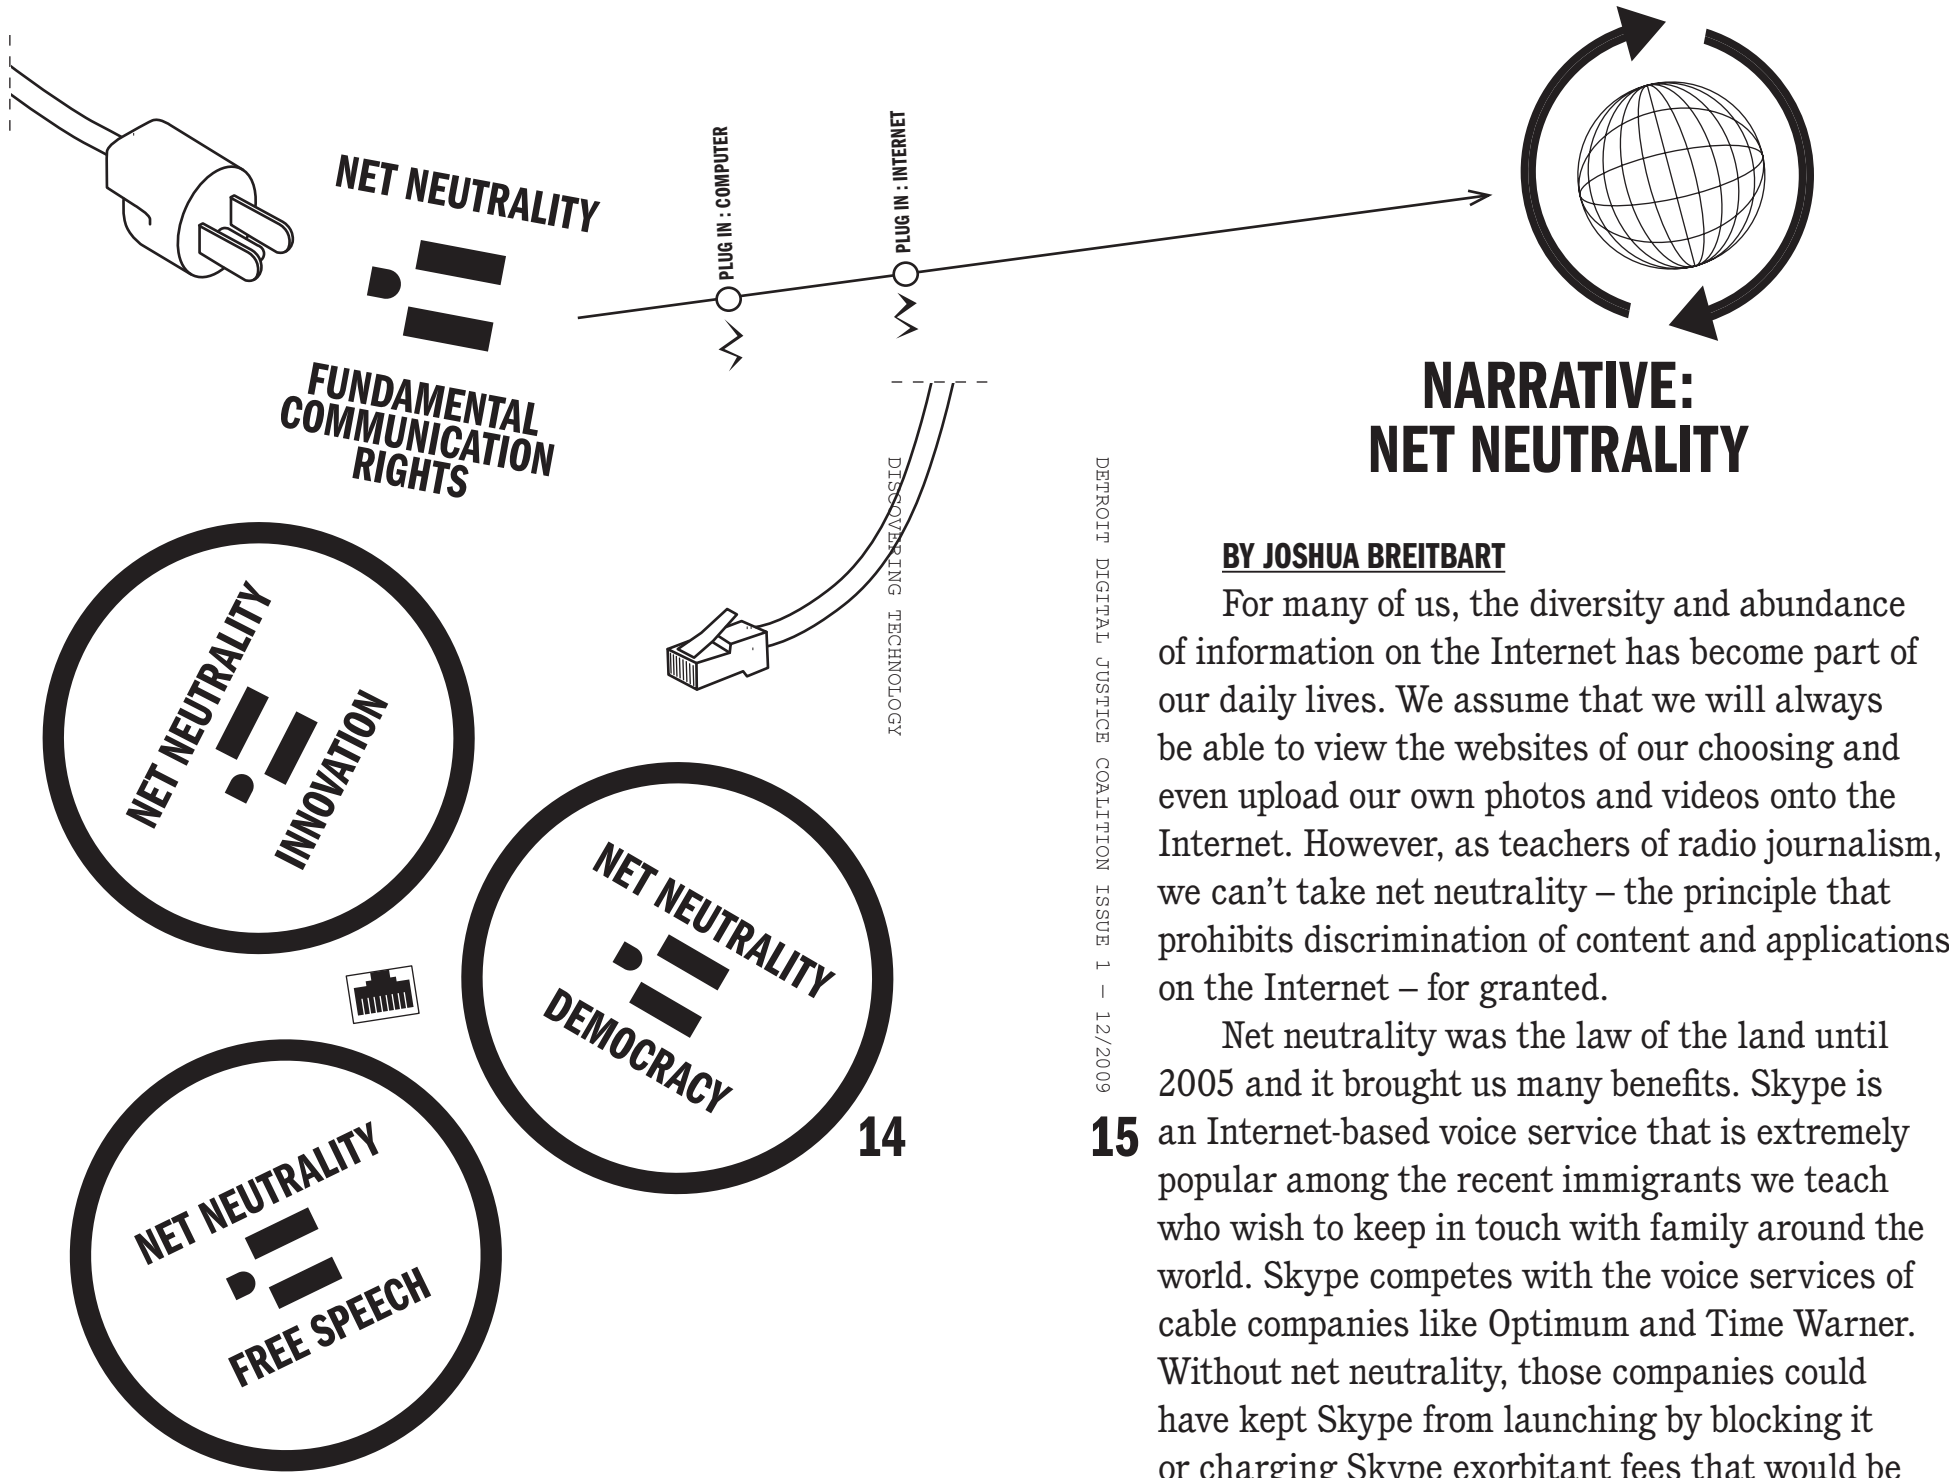 NET NEUTRALITY
FUNDAMENTAL
COMMUNICATION
RIGHTS
PLUG IN : COMPUTER
PLUG IN : INTERNET
NET NEUTRALITY
INNOVATION
NET NEUTRALITY
DEMOCRACY
NET NEUTRALITY
FREE SPEECH
DISCOVERING TECHNOLOGY
14
DETROIT DIGITAL JUSTICE COALITION ISSUE 1 – 12/2009
15
NARRATIVE:
NET NEUTRALITY
BY JOSHUA BREITBART
For many of us, the diversity and abundance
of information on the Internet has become part of
our daily lives. We assume that we will always
be able to view the websites of our choosing and
even upload our own photos and videos onto the
Internet. However, as teachers of radio journalism,
we can’t take net neutrality – the principle that
prohibits discrimination of content and applications
on the Internet – for granted.
Net neutrality was the law of the land until
2005 and it brought us many benefits. Skype is
an Internet-based voice service that is extremely
popular among the recent immigrants we teach
who wish to keep in touch with family around the
world. Skype competes with the voice services of
cable companies like Optimum and Time Warner.
Without net neutrality, those companies could
have kept Skype from launching by blocking it
or charging Skype exorbitant fees that would be